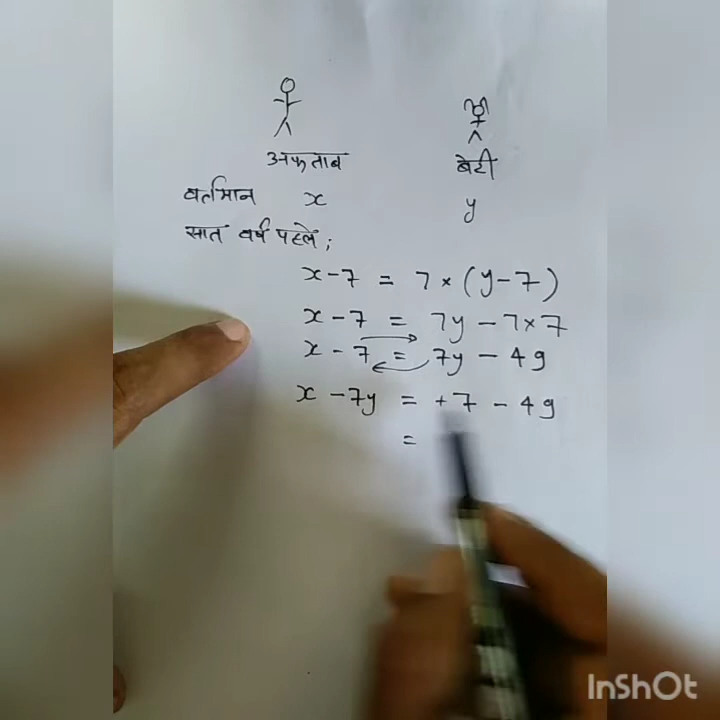 अफताब बेटी
वर्तमान x y
सात वर्ष पहले;
x-7 = 7×(y-7)
x-7 = 7y-7×7
x-7 = 7y-49
x-7y = +7-49
=
InShOt